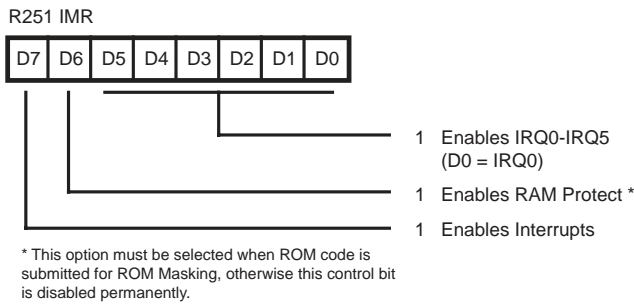 R251 IMR
D7 D6 D5 D4 D3 D2 D1 D0
1 Enables IRQ0-IRQ5
(D0 = IRQ0)
1 Enables RAM Protect *
1 Enables Interrupts
* This option must be selected when ROM code is
submitted for ROM Masking, otherwise this control bit
is disabled permanently.